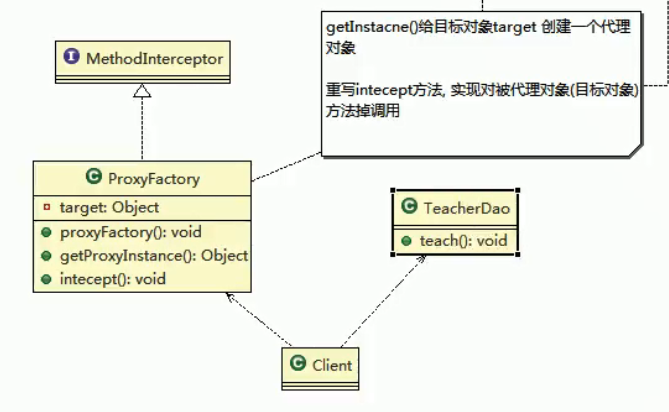 getInstacne()给目标对象target 创建一个代理
对象
重写intecept方法, 实现对被代理对象(目标对象)
方法掉调用
I MethodInterceptor
C ProxyFactory
target: Object
proxyFactory(): void
getProxyInstance(): Object
intecept(): void
C TeacherDao
teach(): void
C Client